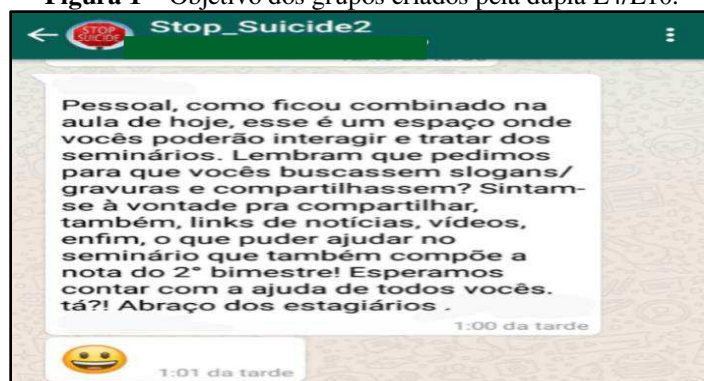 Figura 1 – Objetivo dos grupos criados pela dupla E4/E10.
STOP
SUICIDE
Stop_Suicide2
Pessoal, como ficou combinado na
aula de hoje, esse é um espaço onde
vocês poderão interagir e tratar dos
seminários. Lembram que pedimos
para que vocês buscassem slogans/
gravuras e compartilhassem? Sintam-
se à vontade pra compartilhar,
também, links de notícias, vídeos,
enfim, o que puder ajudar no
seminário que também compõe a
nota do 2° bimestre! Esperamos
contar com a ajuda de todos vocês.
tá?! Abraço dos estagiários .
1:00 da tarde
1:01 da tarde